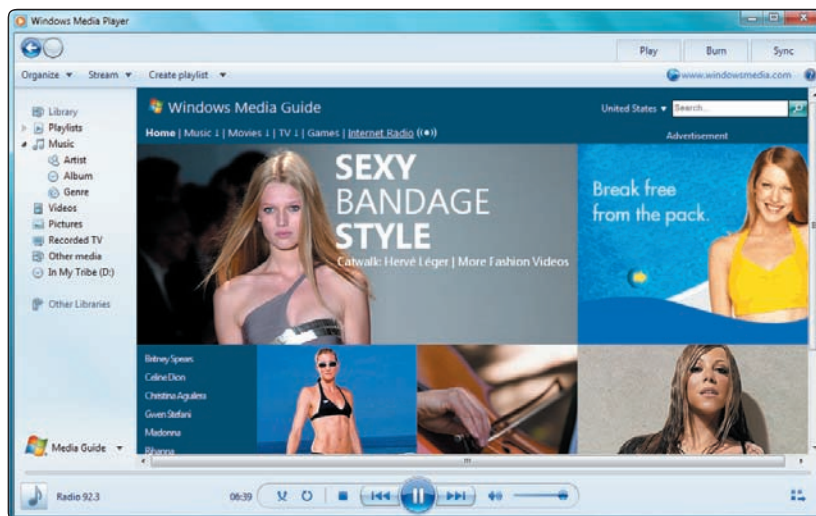 Windows Media Player
Play Burn Sync
Organize Stream Create playlist www.windowsmedia.com
Windows Media Guide United States Search...
Home | Music ↓ | Movies ↓ | TV ↓ | Games | Internet Radio
Advertisement
Library
Playlists
Music
Artist
Album
Genre
Videos
Pictures
Recorded TV
Other media
In My Tribe (D:)
Other Libraries
SEXY
BANDAGE
STYLE
Catwalk: Hervé Léger | More Fashion Videos
Break free
from the pack.
Britney Spears
Celine Dion
Christina Aguilera
Gwen Stefani
Madonna
Rihanna
Media Guide
Radio 92.3 06:39